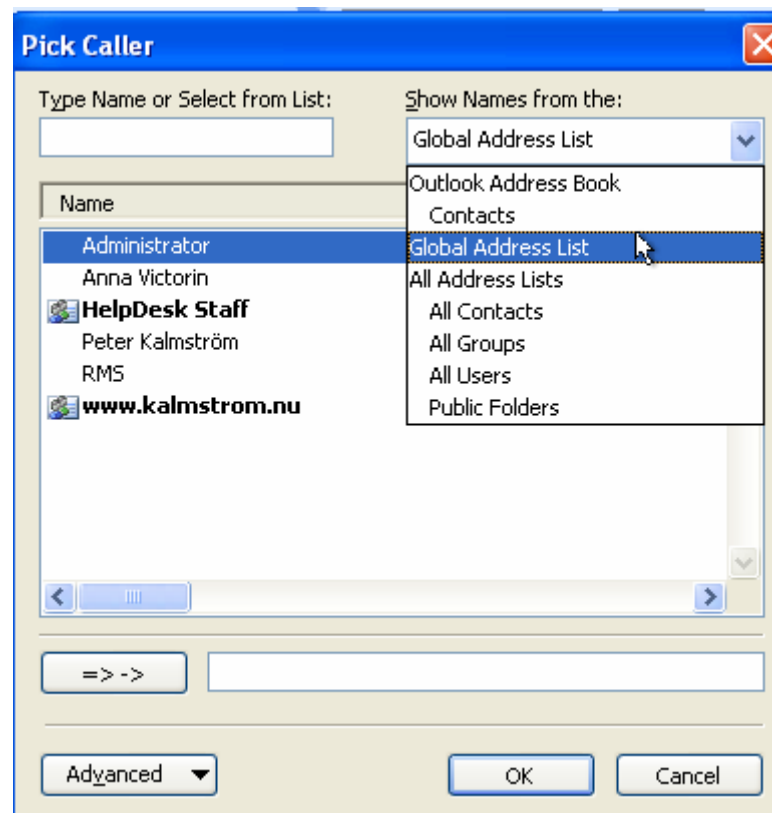 Pick Caller
Type Name or Select from List:
Show Names from the:
Global Address List
Name
Outlook Address Book
Contacts
Administrator
Global Address List
Anna Victorin
All Address Lists
HelpDesk Staff
All Contacts
Peter Kalmström
All Groups
RMS
All Users
www.kalmstrom.nu
Public Folders
=> ->
Advanced
OK
Cancel